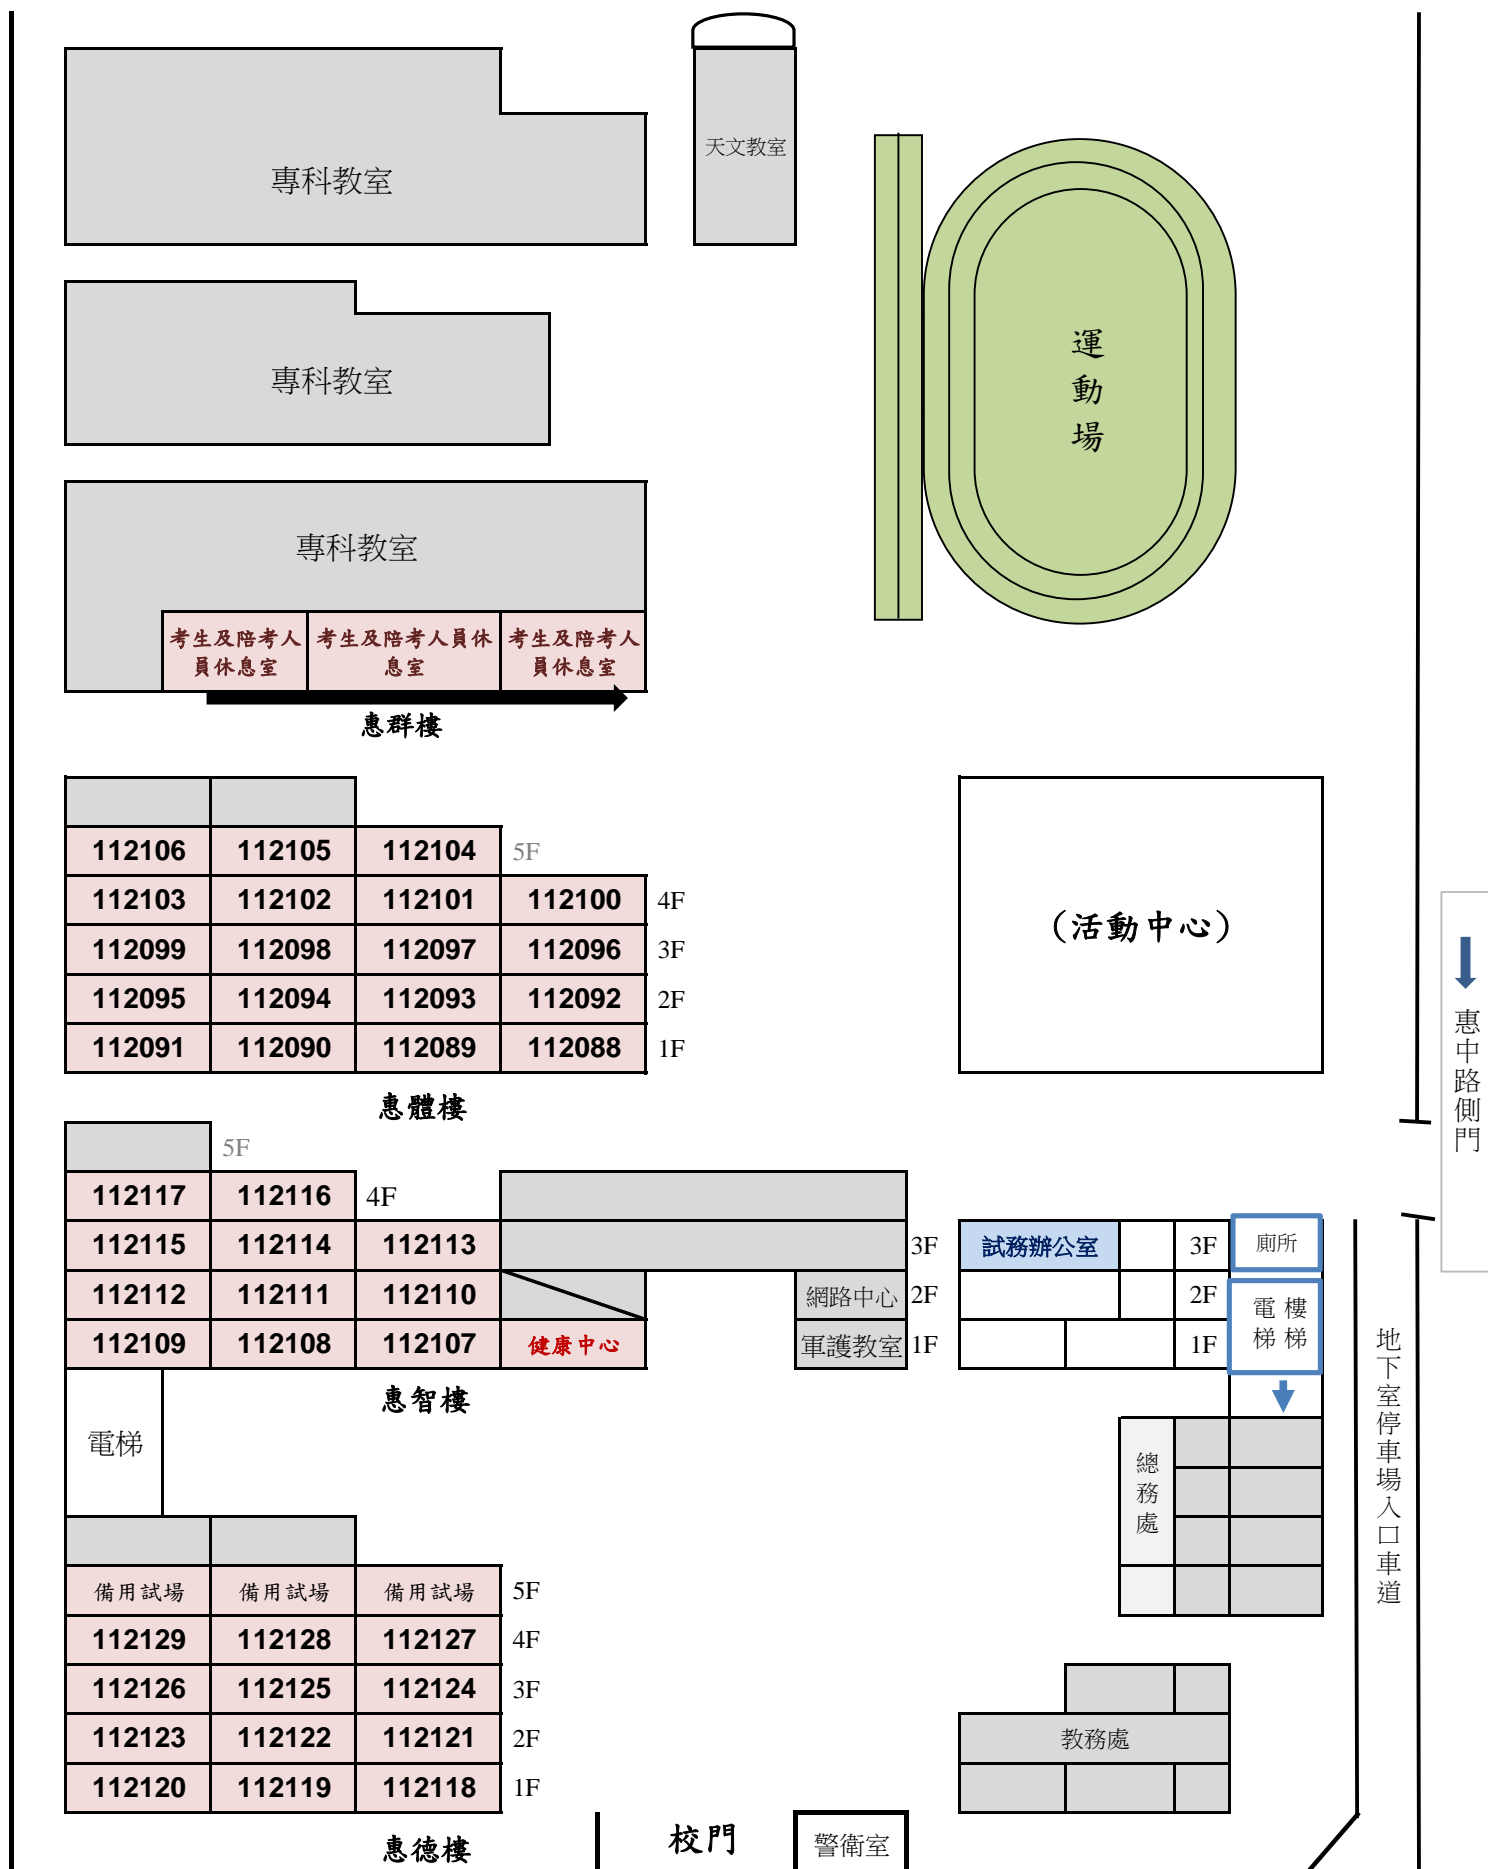 天文教室
專科教室
運
動
場
專科教室
專科教室
考生及陪考人
員休息室
考生及陪考人員休
息室
考生及陪考人
員休息室
惠群樓
112106 112105 112104 5F
112103 112102 112101 112100 4F
112099 112098 112097 112096 3F
112095 112094 112093 112092 2F
112091 112090 112089 112088 1F
惠體樓
(活動中心)
惠中路側門
5F
112117 112116 4F
112115 112114 112113 3F
112112 112111 112110 網路中心 2F
112109 112108 112107 健康中心 軍護教室 1F
惠智樓
試務辦公室 3F 廁所
2F
1F
電樓
梯梯
電梯
總
務
處
地下室停車場入口車道
備用試場 備用試場 備用試場 5F
112129 112128 112127 4F
112126 112125 112124 3F
112123 112122 112121 2F
112120 112119 112118 1F
惠德樓
教務處
校門
警衛室